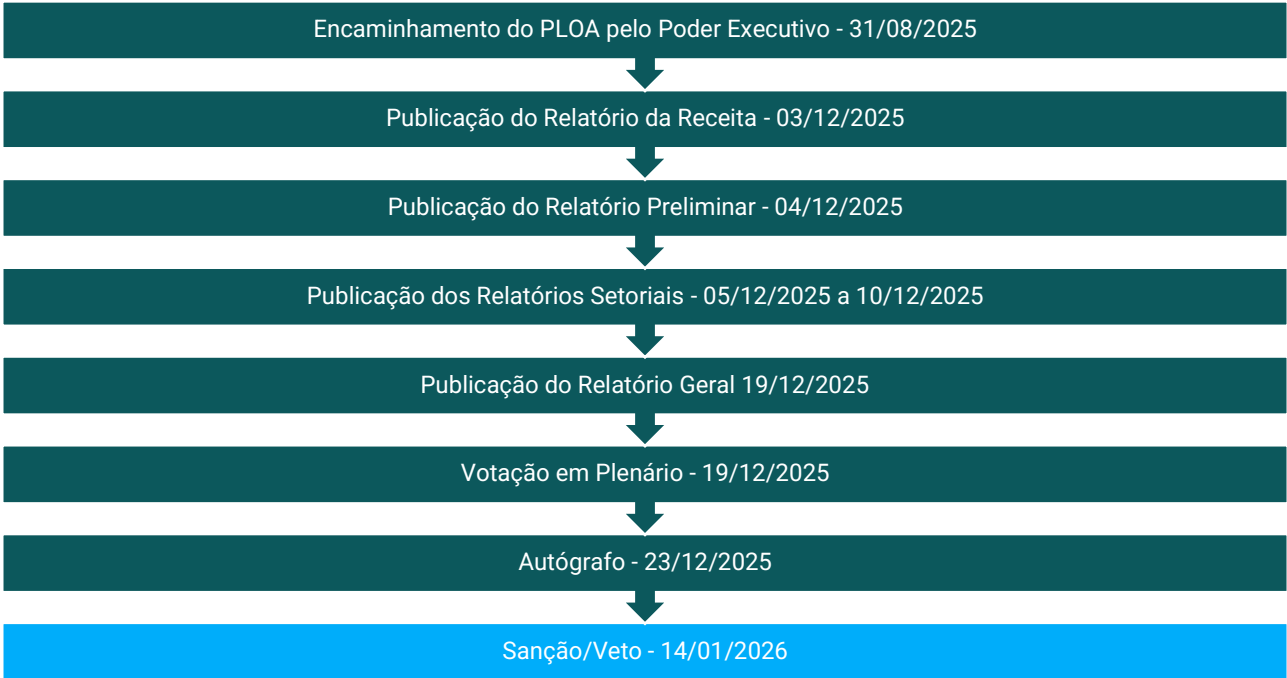 Encaminhamento do PLOA pelo Poder Executivo - 31/08/2025
Publicação do Relatório da Receita - 03/12/2025
Publicação do Relatório Preliminar - 04/12/2025
Publicação dos Relatórios Setoriais - 05/12/2025 a 10/12/2025
Publicação do Relatório Geral 19/12/2025
Votação em Plenário - 19/12/2025
Autógrafo - 23/12/2025
Sanção/Veto - 14/01/2026